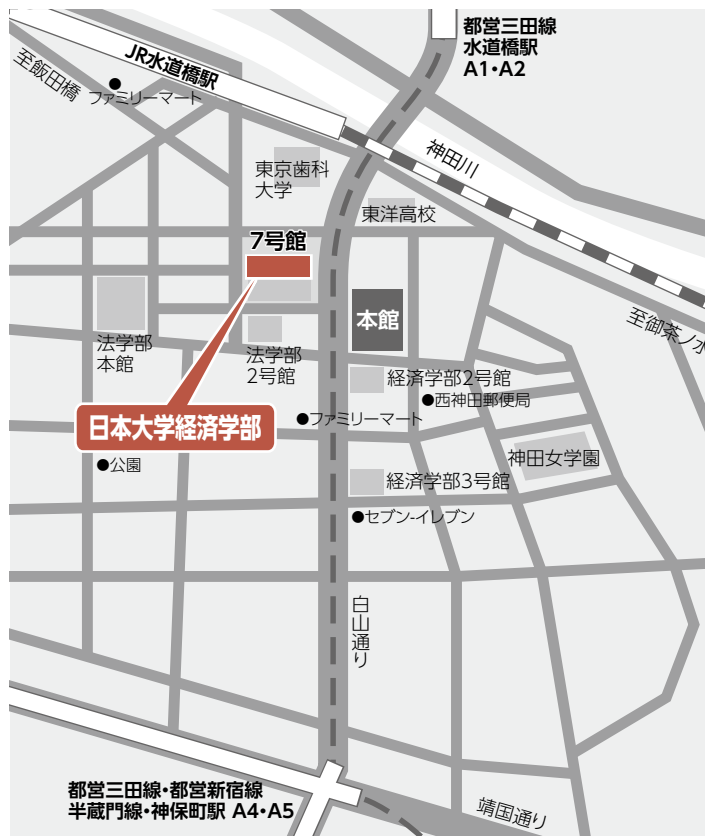 都営三田線
水道橋駅
A1・A2
JR水道橋駅
至飯田橋
ファミリーマート
神田川
東京歯科
大学
東洋高校
7号館
本館
至御茶ノ水
法学部
本館
法学部
2号館
経済学部2号館
西神田郵便局
日本大学経済学部
ファミリーマート
公園
神田女学園
経済学部3号館
セブン-イレブン
白山通り
都営三田線・都営新宿線
半蔵門線・神保町駅 A4・A5
靖国通り